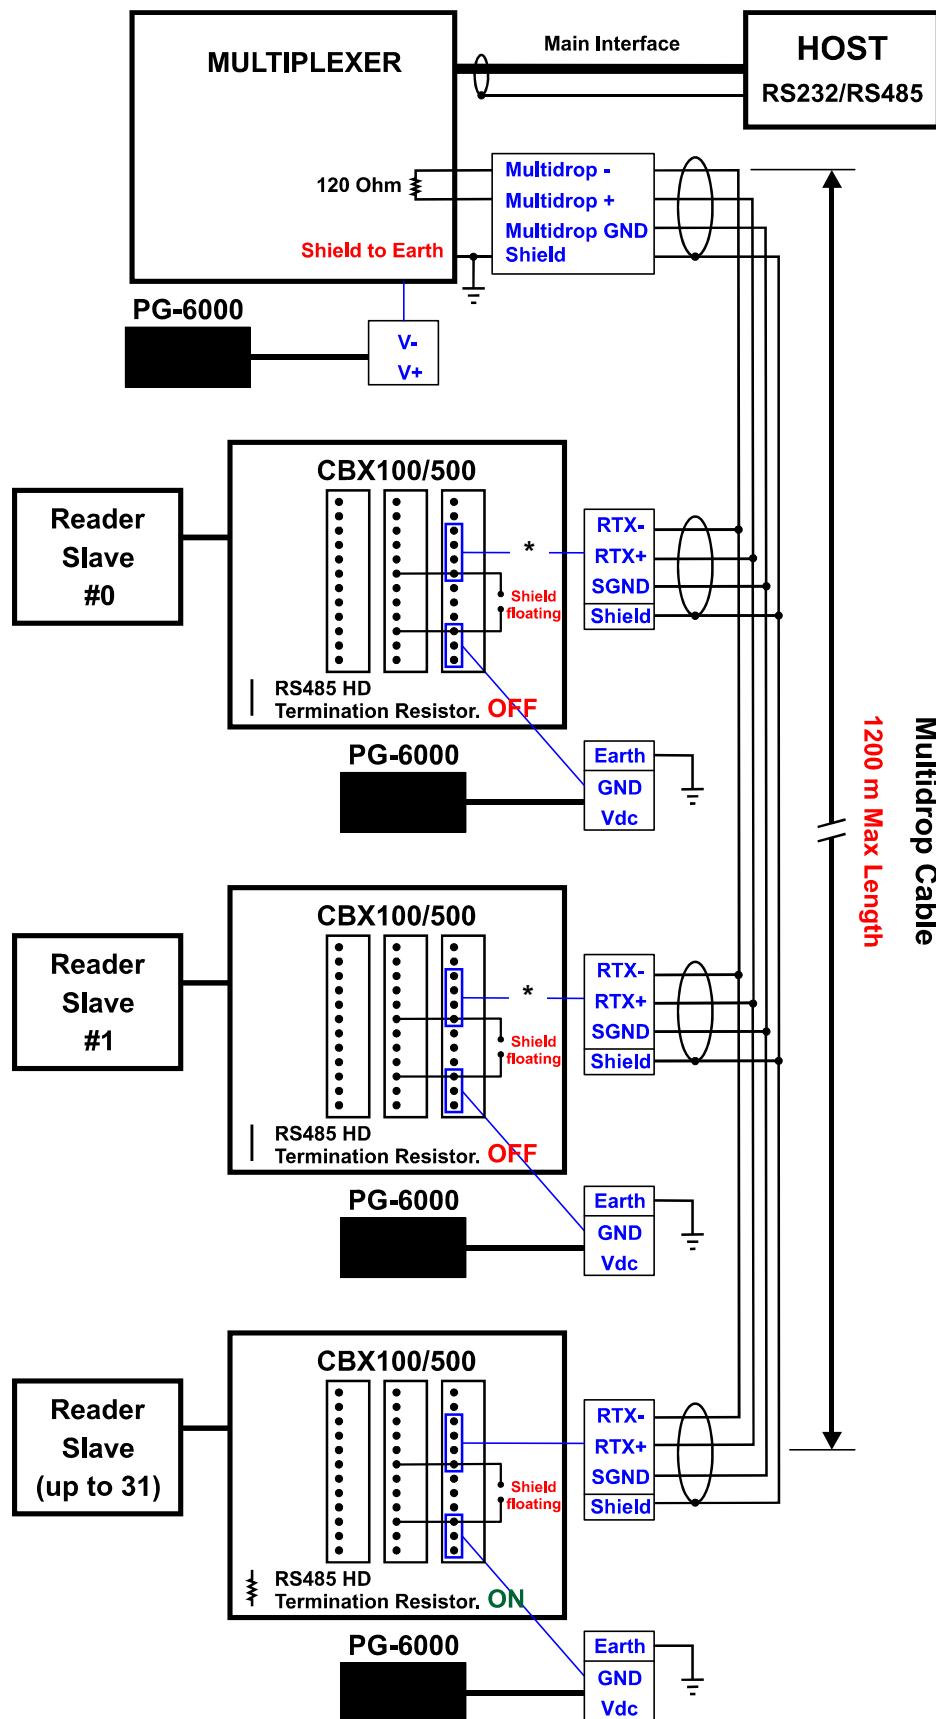 MULTIPLEXER
Main Interface
HOST
RS232/RS485
120 Ohm
Multidrop -
Multidrop +
Multidrop GND
Shield
Shield to Earth
PG-6000
V-
V+
CBX100/500
Reader
Slave
#0
*
RTX-
RTX+
SGND
Shield
Shield
floating
RS485 HD
Termination Resistor. OFF
PG-6000
Earth
GND
Vdc
Multidrop Cable
1200 m Max Length
CBX100/500
Reader
Slave
#1
*
RTX-
RTX+
SGND
Shield
Shield
floating
RS485 HD
Termination Resistor. OFF
PG-6000
Earth
GND
Vdc
CBX100/500
Reader
Slave
(up to 31)
RTX-
RTX+
SGND
Shield
Shield
floating
RS485 HD
Termination Resistor. ON
PG-6000
Earth
GND
Vdc